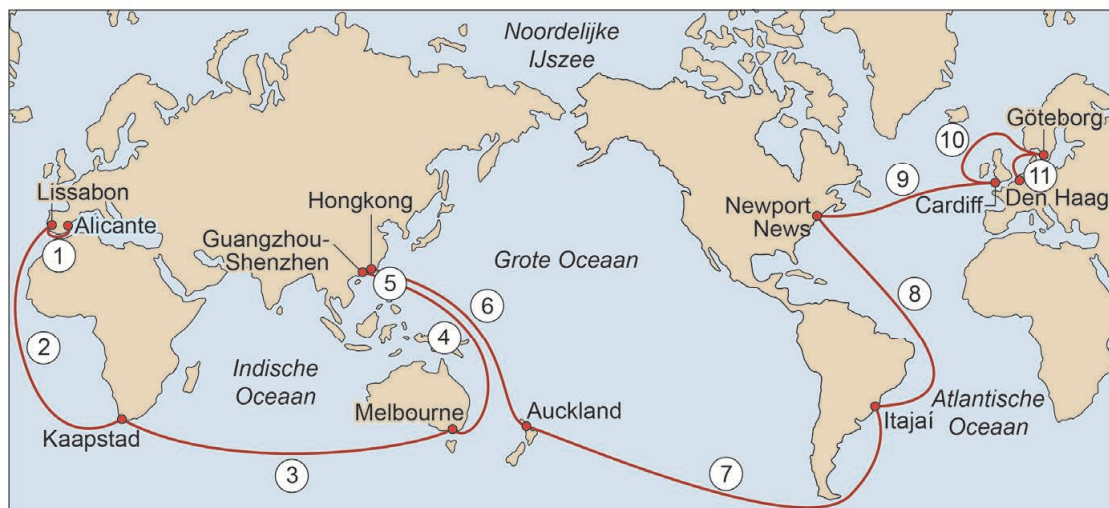 Noordelijke
IJszee
Göteborg
10
11
9
Lissabon
Alicante
1
Hongkong
Guangzhou-
Shenzhen
5
6
4
Cardiff
Den Haag
Newport
News
Grote Oceaan
8
2
Indische
Oceaan
Kaapstad
3
Melbourne
Auckland
7
Itajaí
Atlantische
Oceaan